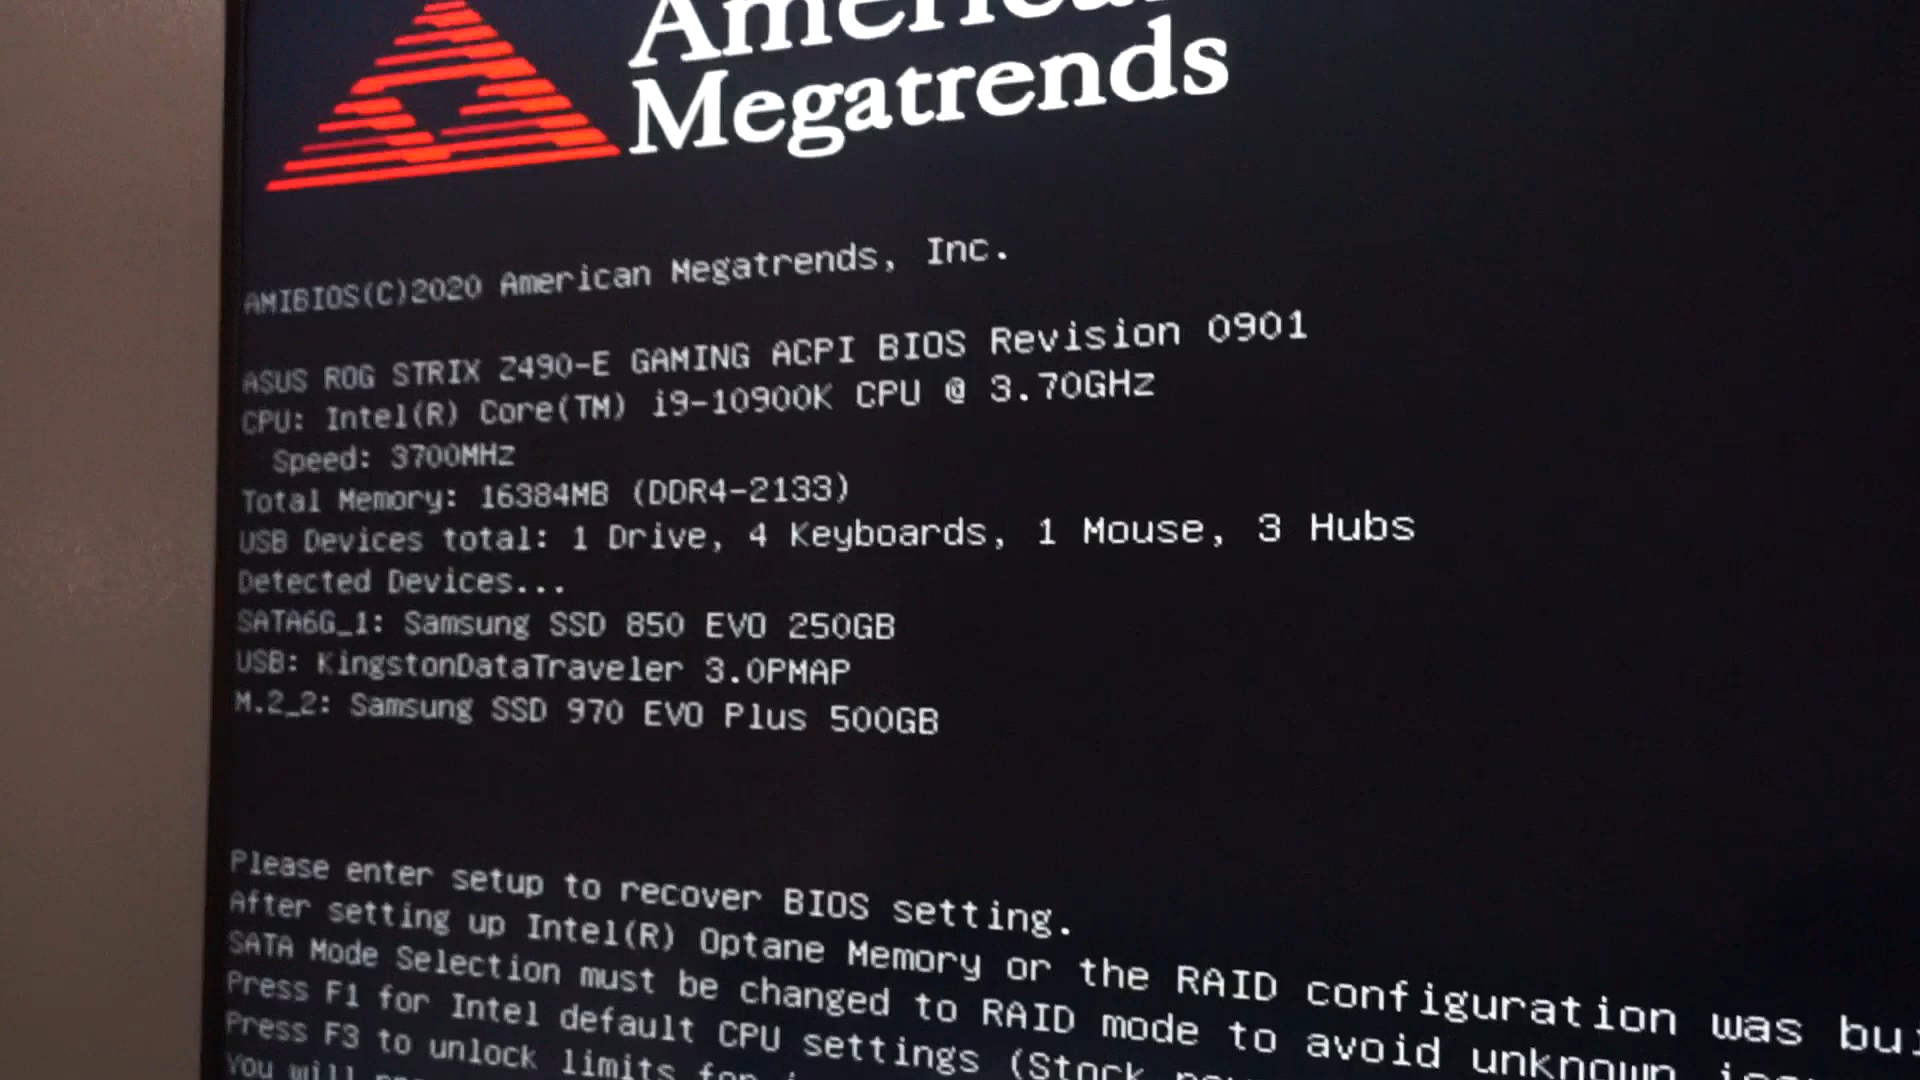 American
Megatrends
AMIBIOS(C)2020 American Megatrends, Inc.
ASUS ROG STRIX Z490-E GAMING ACPI BIOS Revision 0901
CPU: Intel(R) Core(TM) i9-10900K CPU @ 3.70GHz
Speed: 3700MHz
Total Memory: 16384MB (DDR4-2133)
USB Devices total: 1 Drive, 4 Keyboards, 1 Mouse, 3 Hubs
Detected Devices...
SATA6G_1: Samsung SSD 850 EVO 250GB
USB: KingstonDataTraveler 3.0PMAP
M.2_2: Samsung SSD 970 EVO Plus 500GB
Please enter setup to recover BIOS setting.
After setting up Intel(R) Optane Memory or the RAID configuration was
SATA Mode Selection must be changed to RAID mode to avoid unknown
Press F1 for Intel default CPU settings (Stock
Press F3 to unlock limits for
You will